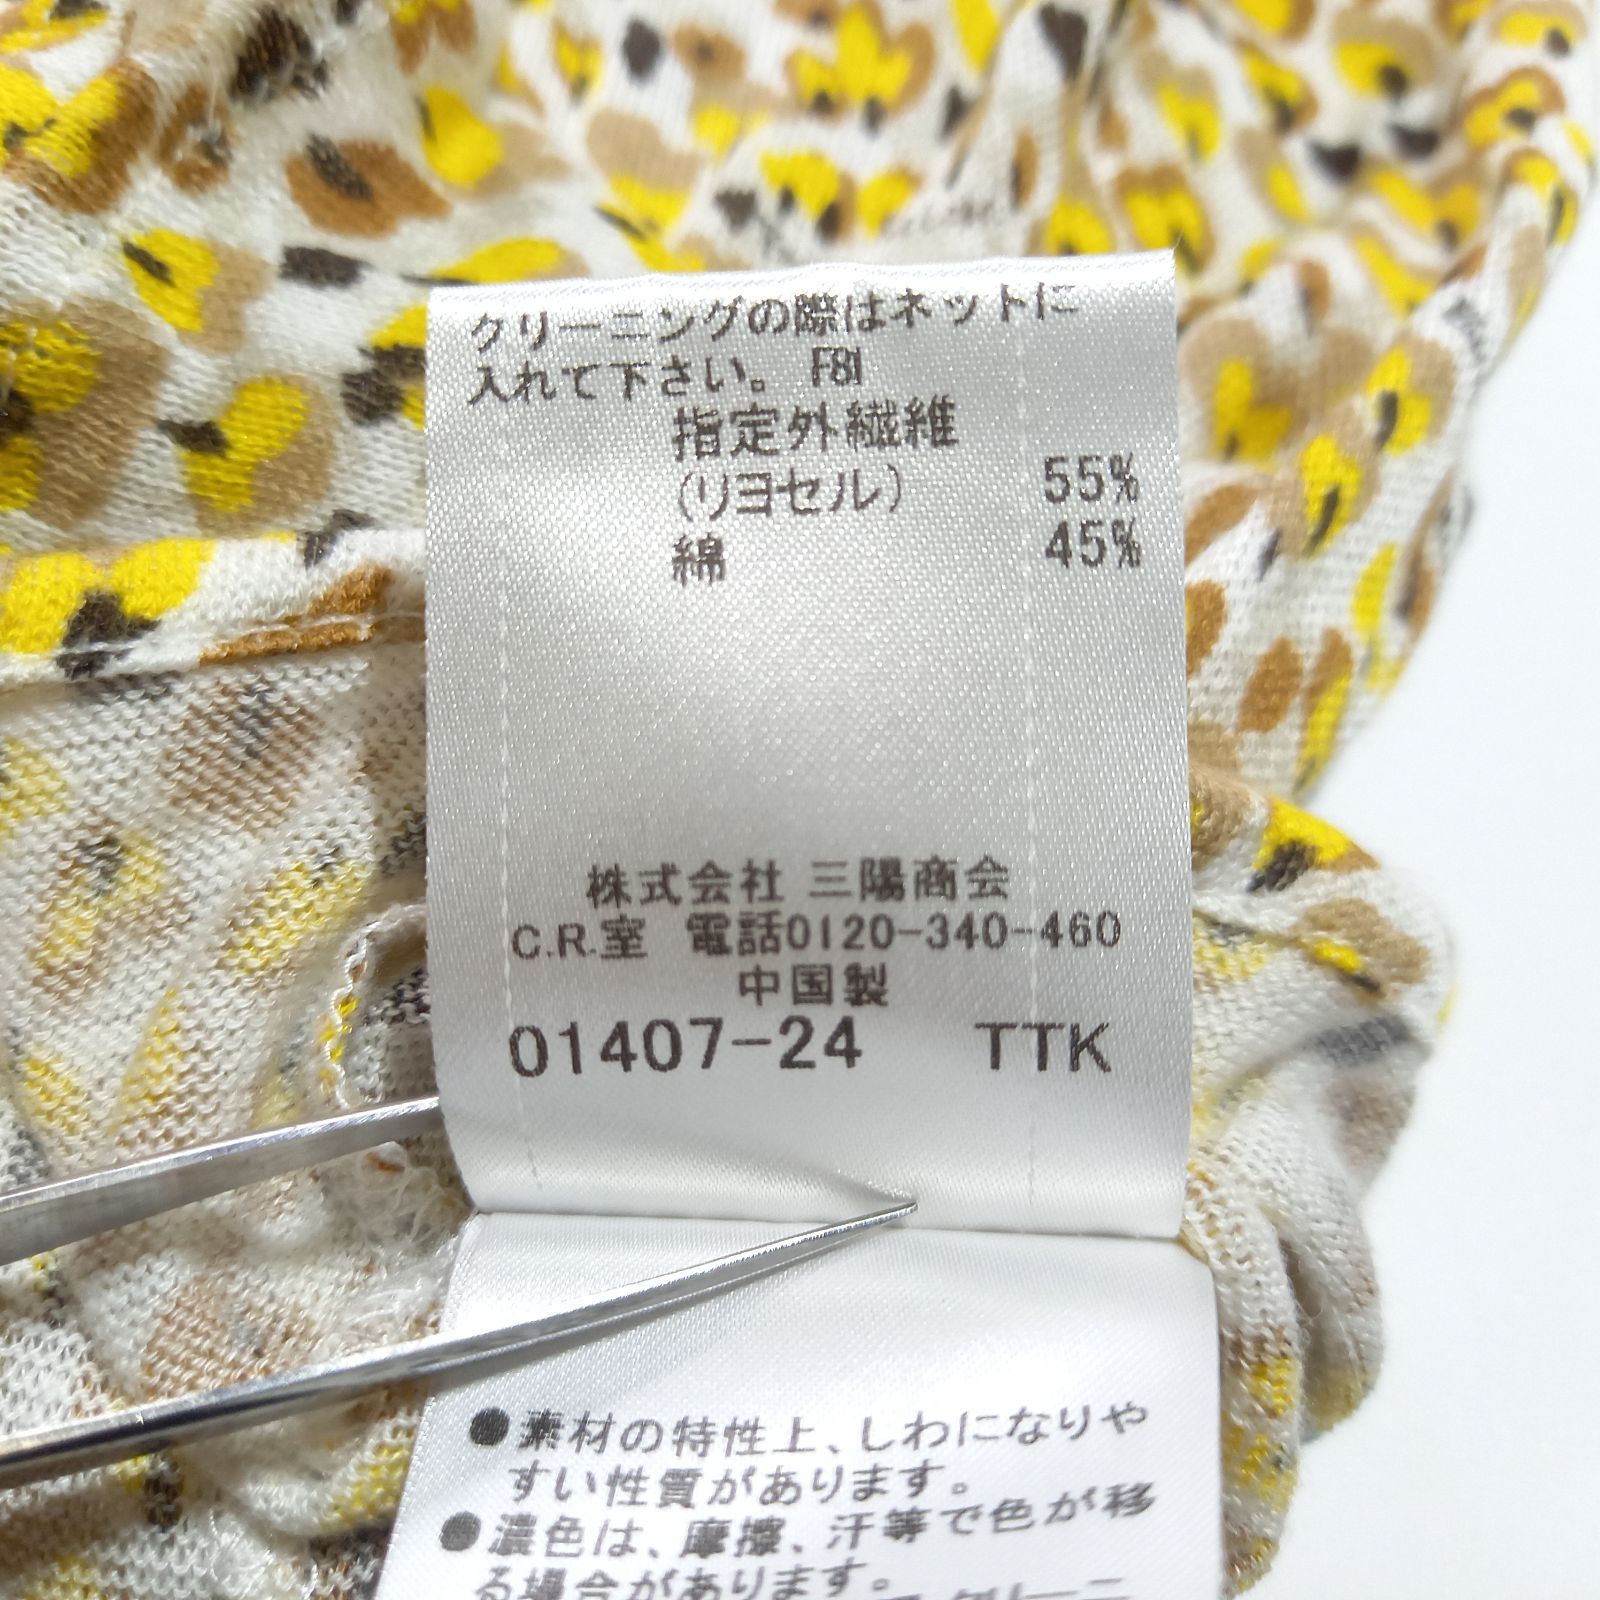 クリーニングの際はネットに
入れて下さい。 F81
指定外繊維
(リヨセル) 55%
綿 45%
株式会社 三陽商会
C.R.室 電話0120-340-460
中国製
01407-24 TTK
●素材の特性上、しわになりや
すい性質があります。
●濃色は、摩擦、汗等で色が移
る場合があります。